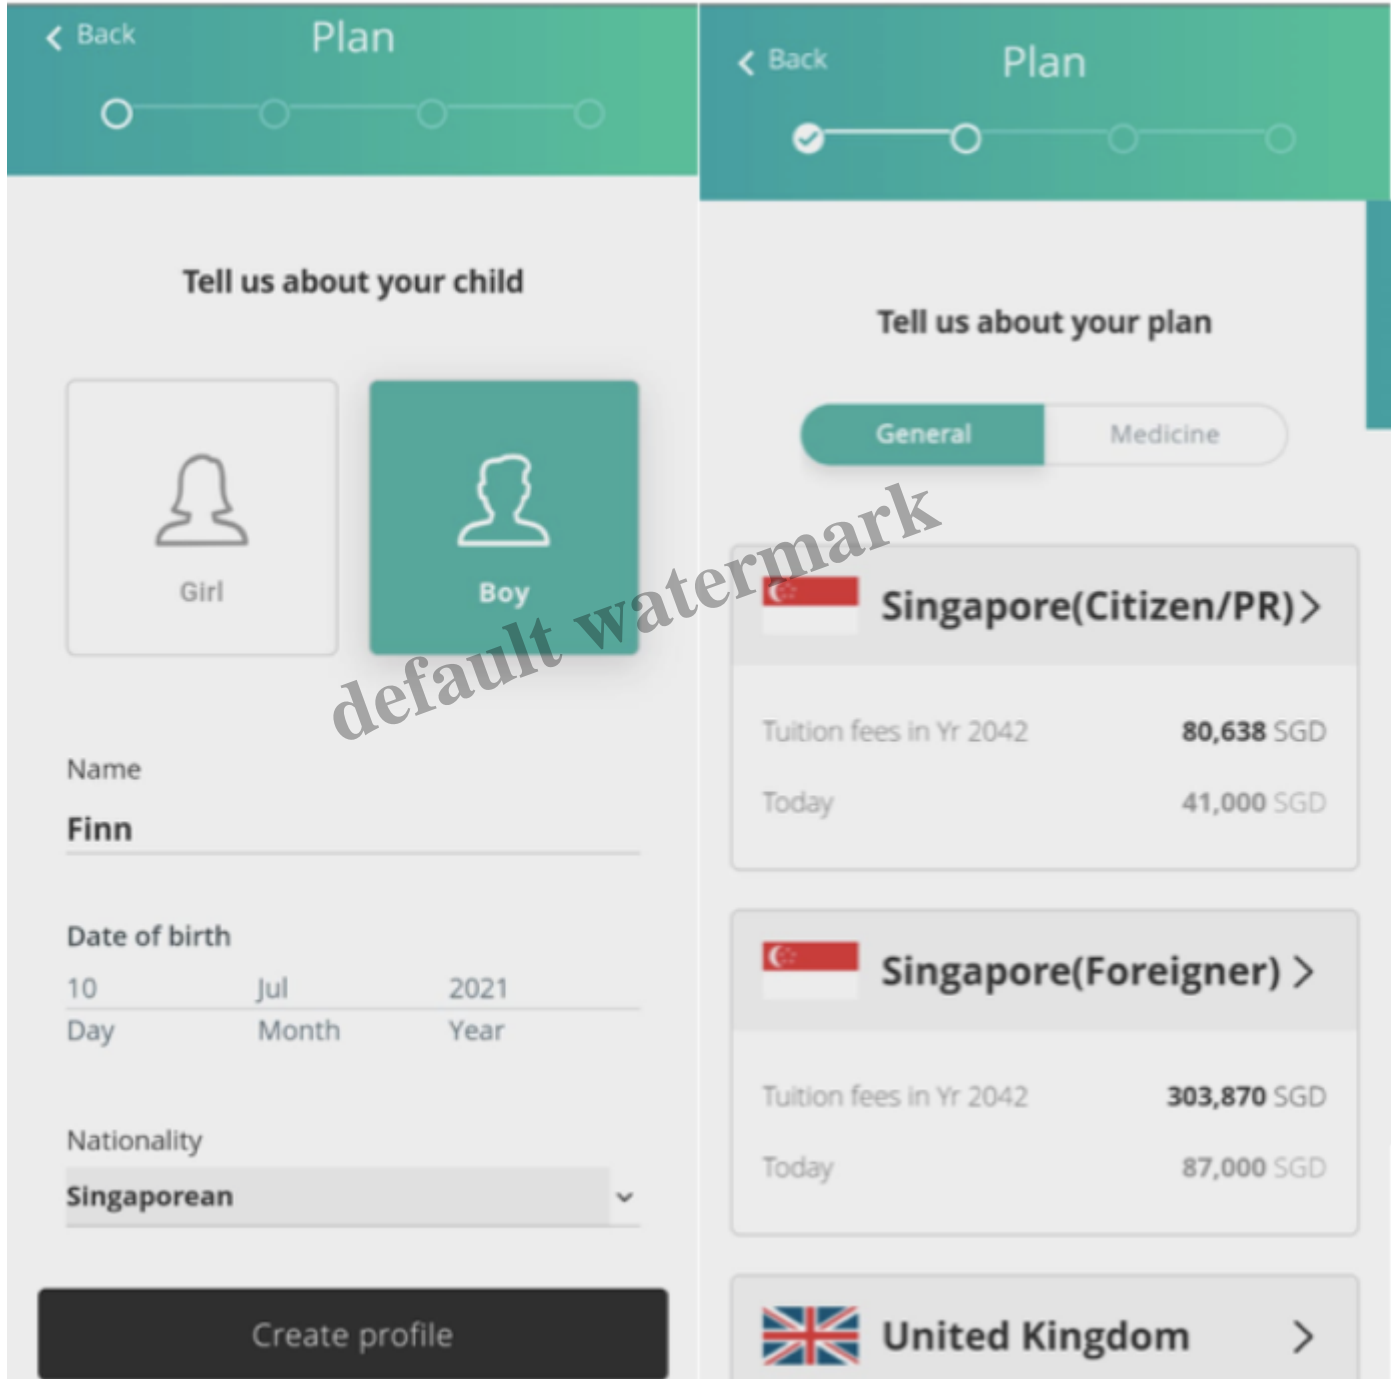 Back
Plan
Tell us about your child
Girl
Boy
Name
Finn
Date of birth
10 Jul 2021
Day Month Year
Nationality
Singaporean
Create profile
Back
Plan
Tell us about your plan
General Medicine
Singapore(Citizen/PR)
Tuition fees in Yr 2042 80,638 SGD
Today 41,000 SGD
Singapore(Foreigner)
Tuition fees in Yr 2042 303,870 SGD
Today 87,000 SGD
United Kingdom
default watermark